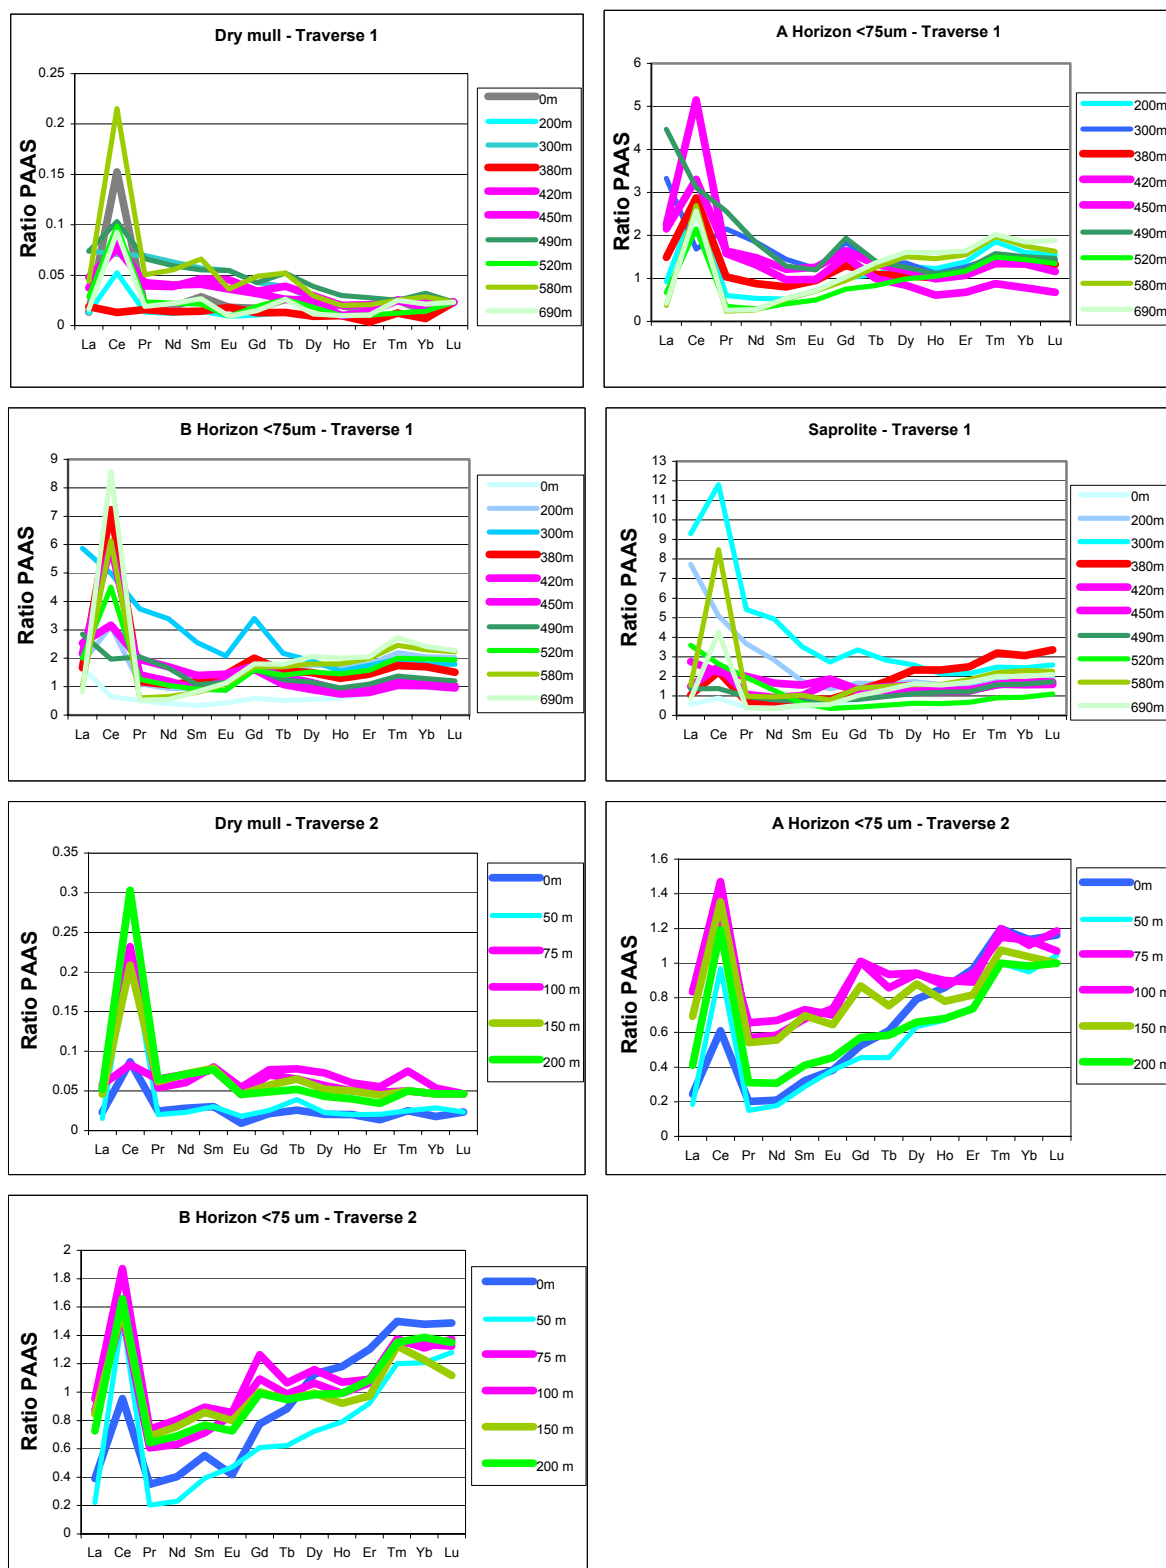 Dry mull - Traverse 1
Ratio PAAS
0.25
0.2
0.15
0.1
0.05
0
La Ce Pr Nd Sm Eu Gd Tb Dy Ho Er Tm Yb Lu
0m
200m
300m
380m
420m
450m
490m
520m
580m
690m
A Horizon <75um - Traverse 1
Ratio PAAS
6
5
4
3
2
1
0
La Ce Pr Nd Sm Eu Gd Tb Dy Ho Er Tm Yb Lu
200m
300m
380m
420m
450m
490m
520m
580m
690m
B Horizon <75um - Traverse 1
Ratio PAAS
9
8
7
6
5
4
3
2
1
0
La Ce Pr Nd Sm Eu Gd Tb Dy Ho Er Tm Yb Lu
0m
200m
300m
380m
420m
450m
490m
520m
580m
690m
Saprolite - Traverse 1
Ratio PAAS
13
12
11
10
9
8
7
6
5
4
3
2
1
0
La Ce Pr Nd Sm Eu Gd Tb Dy Ho Er Tm Yb Lu
0m
200m
300m
380m
420m
450m
490m
520m
580m
690m
Dry mull - Traverse 2
Ratio PAAS
0.35
0.3
0.25
0.2
0.15
0.1
0.05
0
La Ce Pr Nd Sm Eu Gd Tb Dy Ho Er Tm Yb Lu
0m
50 m
75 m
100 m
150 m
200 m
A Horizon <75 um - Traverse 2
Ratio PAAS
1.6
1.4
1.2
1
0.8
0.6
0.4
0.2
0
La Ce Pr Nd Sm Eu Gd Tb Dy Ho Er Tm Yb Lu
0m
50 m
75 m
100 m
150 m
200 m
B Horizon <75 um - Traverse 2
Ratio PAAS
2
1.8
1.6
1.4
1.2
1
0.8
0.6
0.4
0.2
0
La Ce Pr Nd Sm Eu Gd Tb Dy Ho Er Tm Yb Lu
0m
50 m
75 m
100 m
150 m
200 m